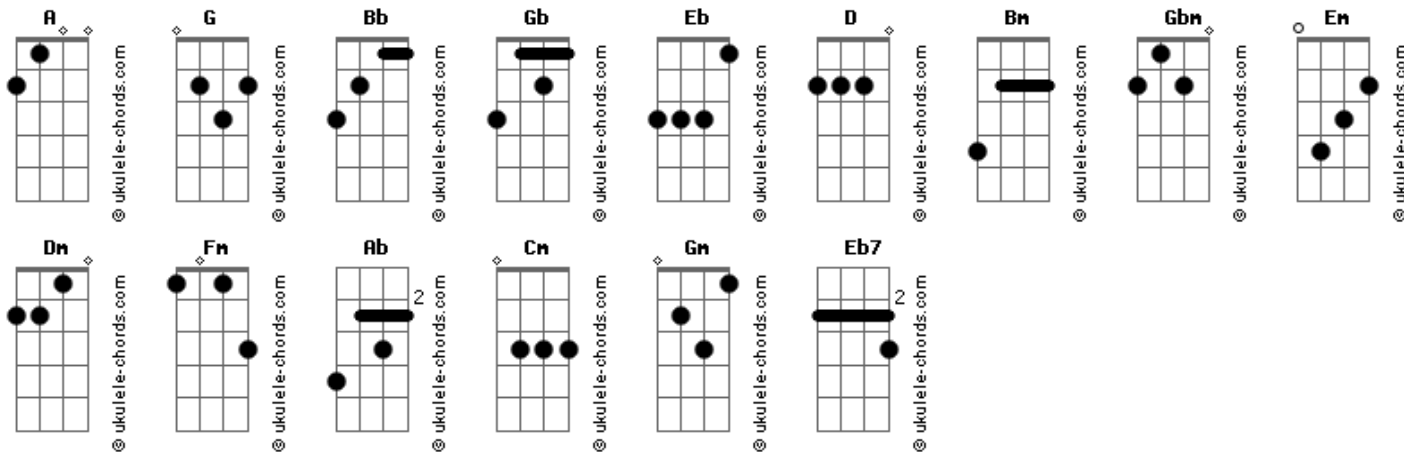 A G Bb Gb Eb D Bm Gbm Em
© ukulele-chords.com © ukulele-chords.com © ukulele-chords.com © ukulele-chords.com © ukulele-chords.com © ukulele-chords.com © ukulele-chords.com © ukulele-chords.com © ukulele-chords.com
Dm Fm Ab Cm Gm Eb7
2 2
© ukulele-chords.com © ukulele-chords.com © ukulele-chords.com © ukulele-chords.com © ukulele-chords.com © ukulele-chords.com